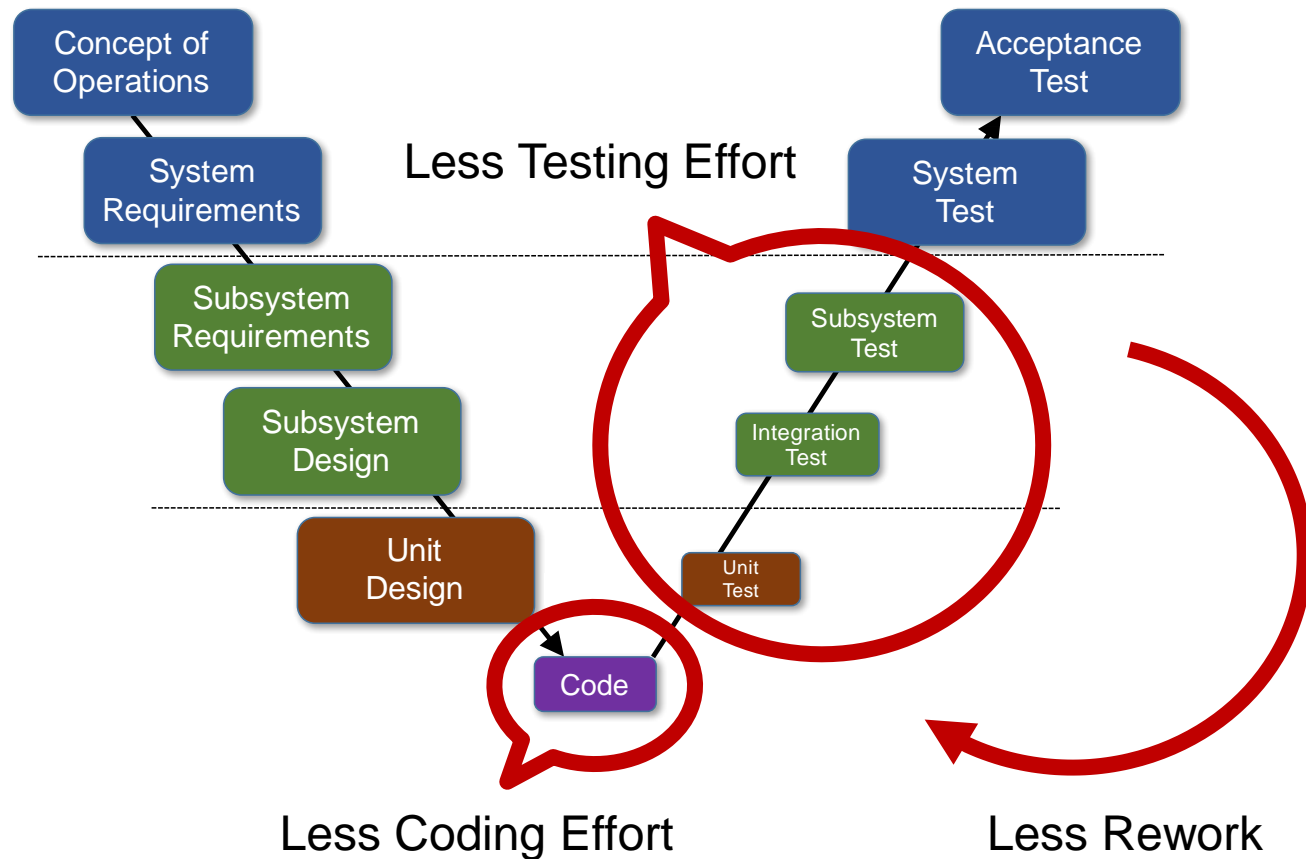 Concept of
Operations
Acceptance
Test
System
Requirements
Less Testing Effort
System
Test
Subsystem
Requirements
Subsystem
Test
Subsystem
Design
Integration
Test
Unit
Design
Unit
Test
Code
Less Coding Effort
Less Rework